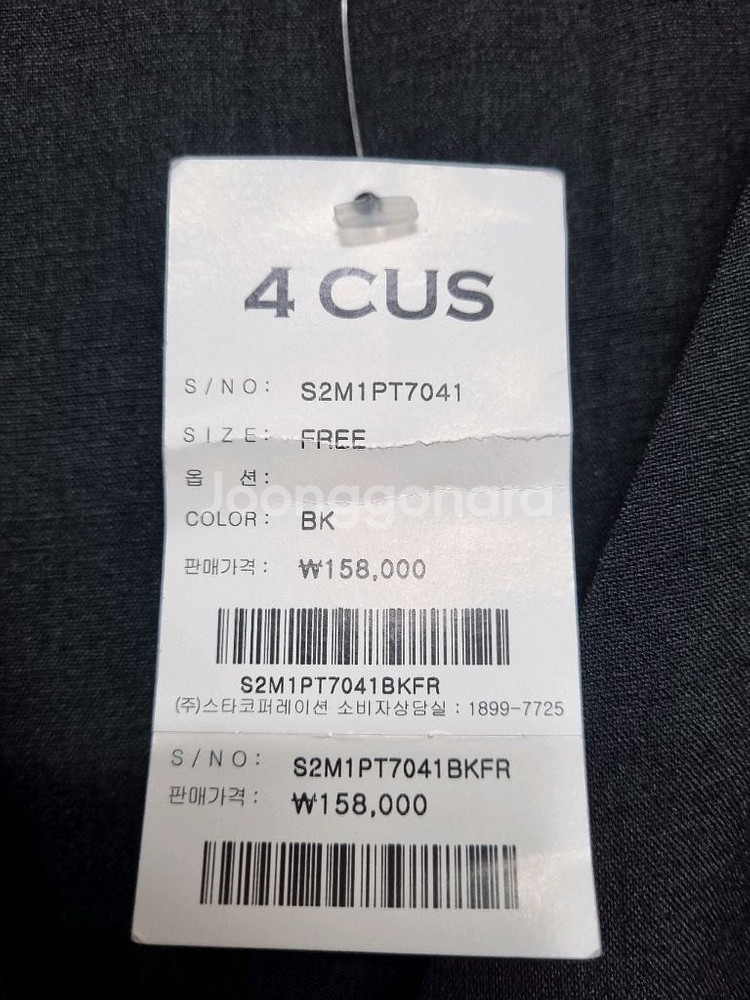 4 CUS
S/NO: S2M1PT7041
SIZE: FREE
옵 션:
Joonggonara
COLOR: BK
판매가격: ₩158,000
S2M1PT7041BKFR
(주)스타코퍼레이션 소비자상담실 : 1899-7725
S/NO: S2M1PT7041BKFR
판매가격: ₩158,000